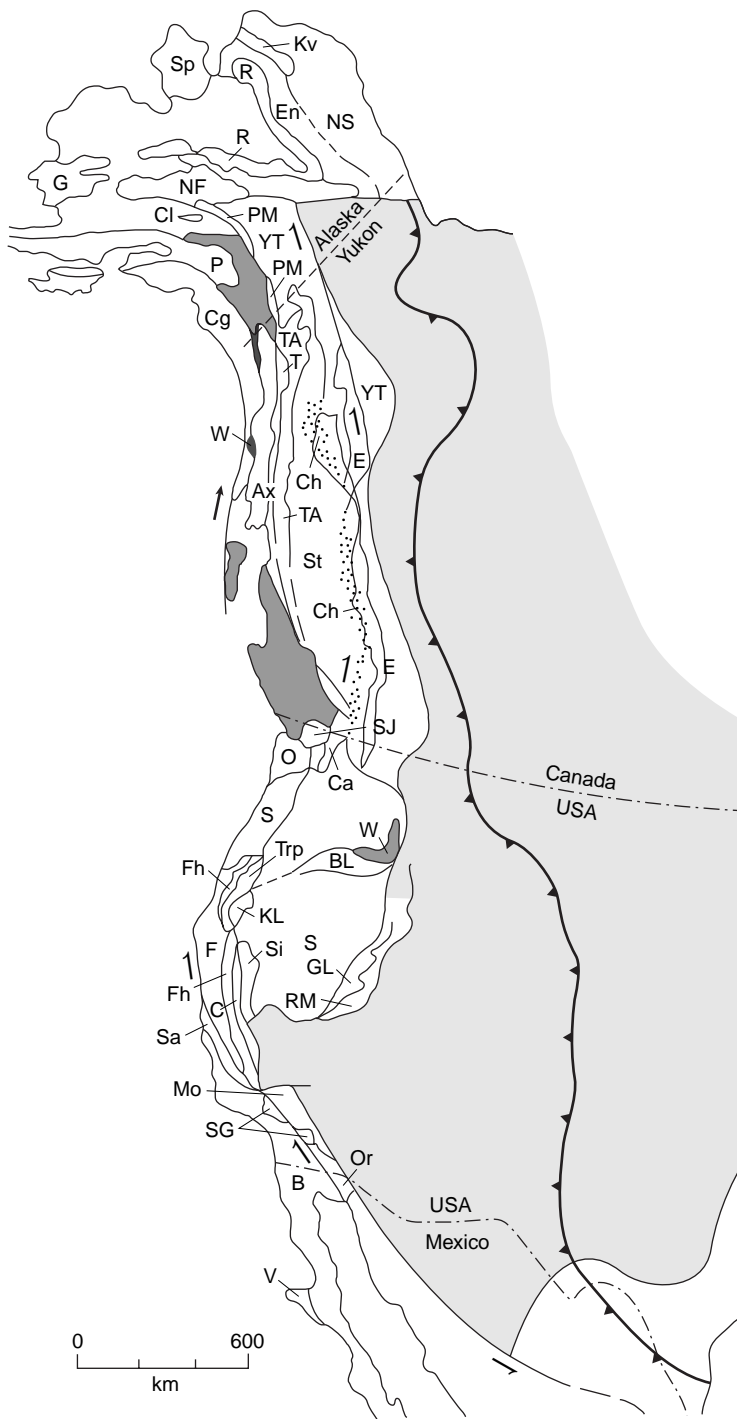 Kv
Sp
R
En
NS
R
G
NF
Cl
PM
YT
Alaska
Yukon
P
PM
Cg
TA
T
YT
W
Ch
E
Ax
TA
St
Ch
E
SJ
O
Ca
Canada
USA
S
W
Trp
BL
Fh
KL
S
F
Si
GL
Fh
C
RM
Sa
Mo
SG
Or
B
USA
Mexico
V
0
600
km